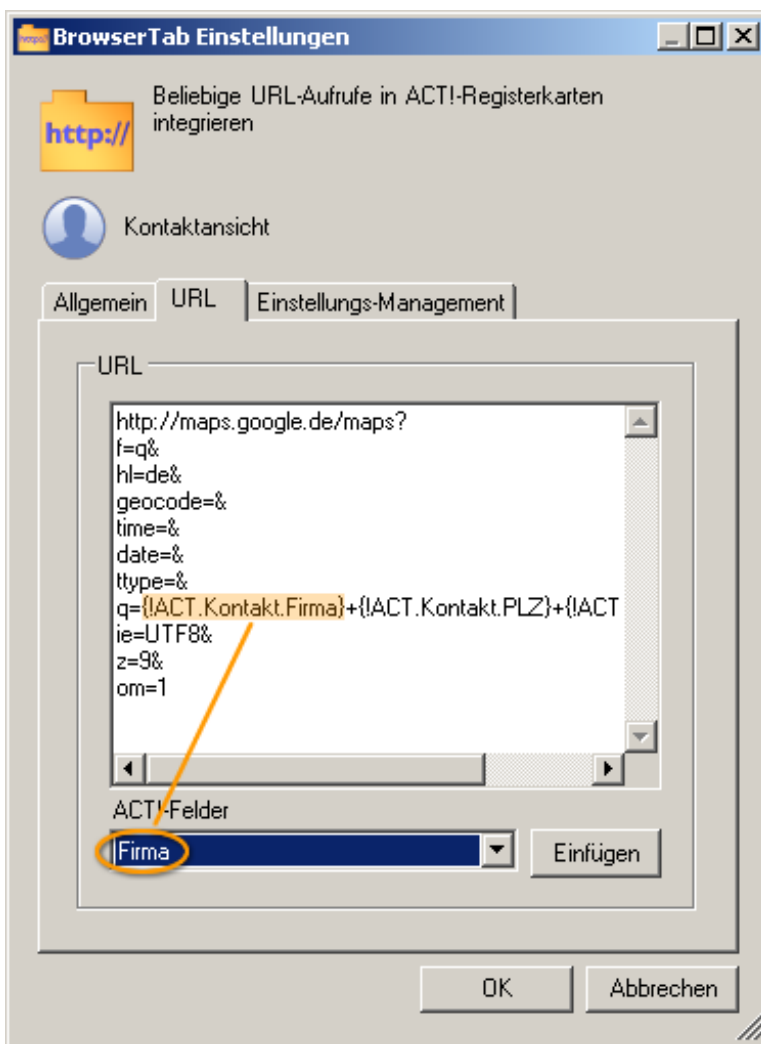 BrowserTab Einstellungen
Beliebige URL-Aufrufe in ACT!-Registerkarten
integrieren
http://
Kontaktansicht
Allgemein URL Einstellungs-Management
URL
http://maps.google.de/maps?
f=q&
hl=de&
geocode=&
time=&
date=&
ttype=&
q={!ACT.Kontakt.Firma}+{!ACT.Kontakt.PLZ}+{!ACT
ie=UTF8&
z=9&
om=1
ACT!-Felder
Firma Einfügen
OK Abbrechen